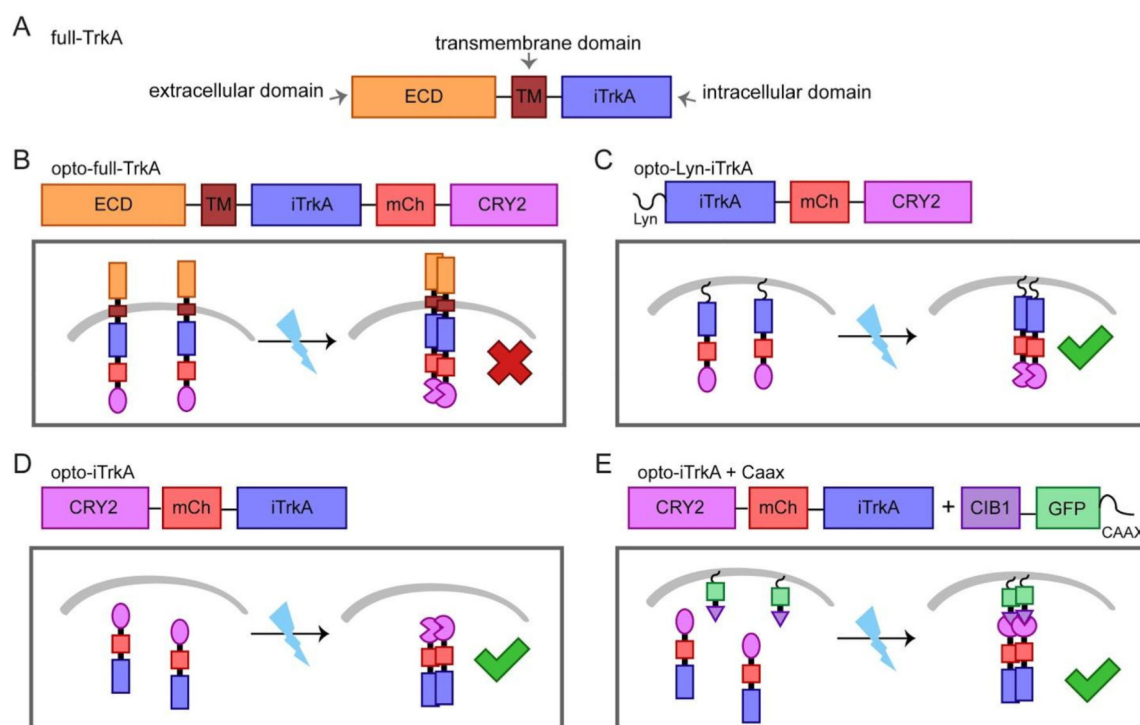 A
full-TrkA
transmembrane domain
extracellular domain
ECD
TM
iTrkA
intracellular domain
B
opto-full-TrkA
ECD
TM
iTrkA
mCh
CRY2
C
opto-Lyn-iTrkA
Lyn
iTrkA
mCh
CRY2
D
opto-iTrkA
CRY2
mCh
iTrkA
E
opto-iTrkA + Caax
CRY2
mCh
iTrkA
+
CIB1
GFP
CAAX